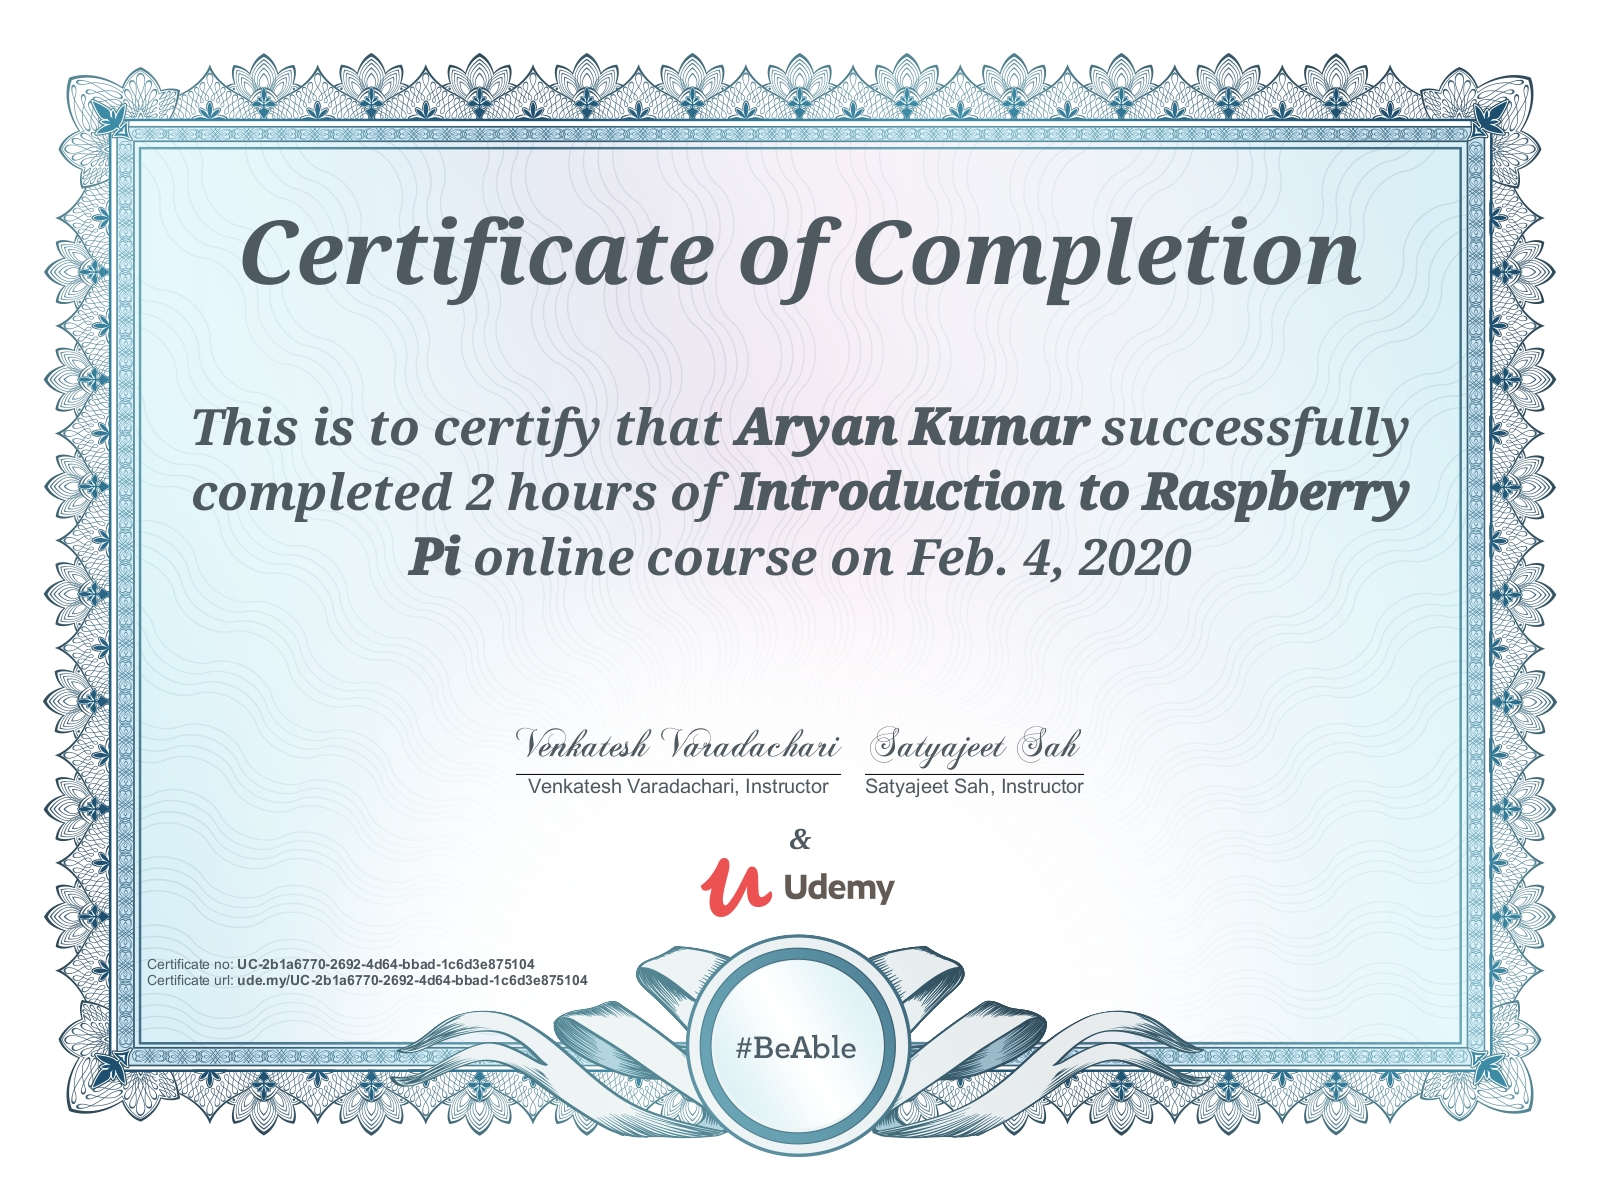 Certificate of Completion
This is to certify that Aryan Kumar successfully
completed 2 hours of Introduction to Raspberry
Pi online course on Feb. 4, 2020
Venkatesh Varadachari Satyajeet Sah
Venkatesh Varadachari, Instructor Satyajeet Sah, Instructor
&
Udemy
Certificate no: UC-2b1a6770-2692-4d64-bbad-1c6d3e875104
Certificate url: ude.my/UC-2b1a6770-2692-4d64-bbad-1c6d3e875104
#BeAble